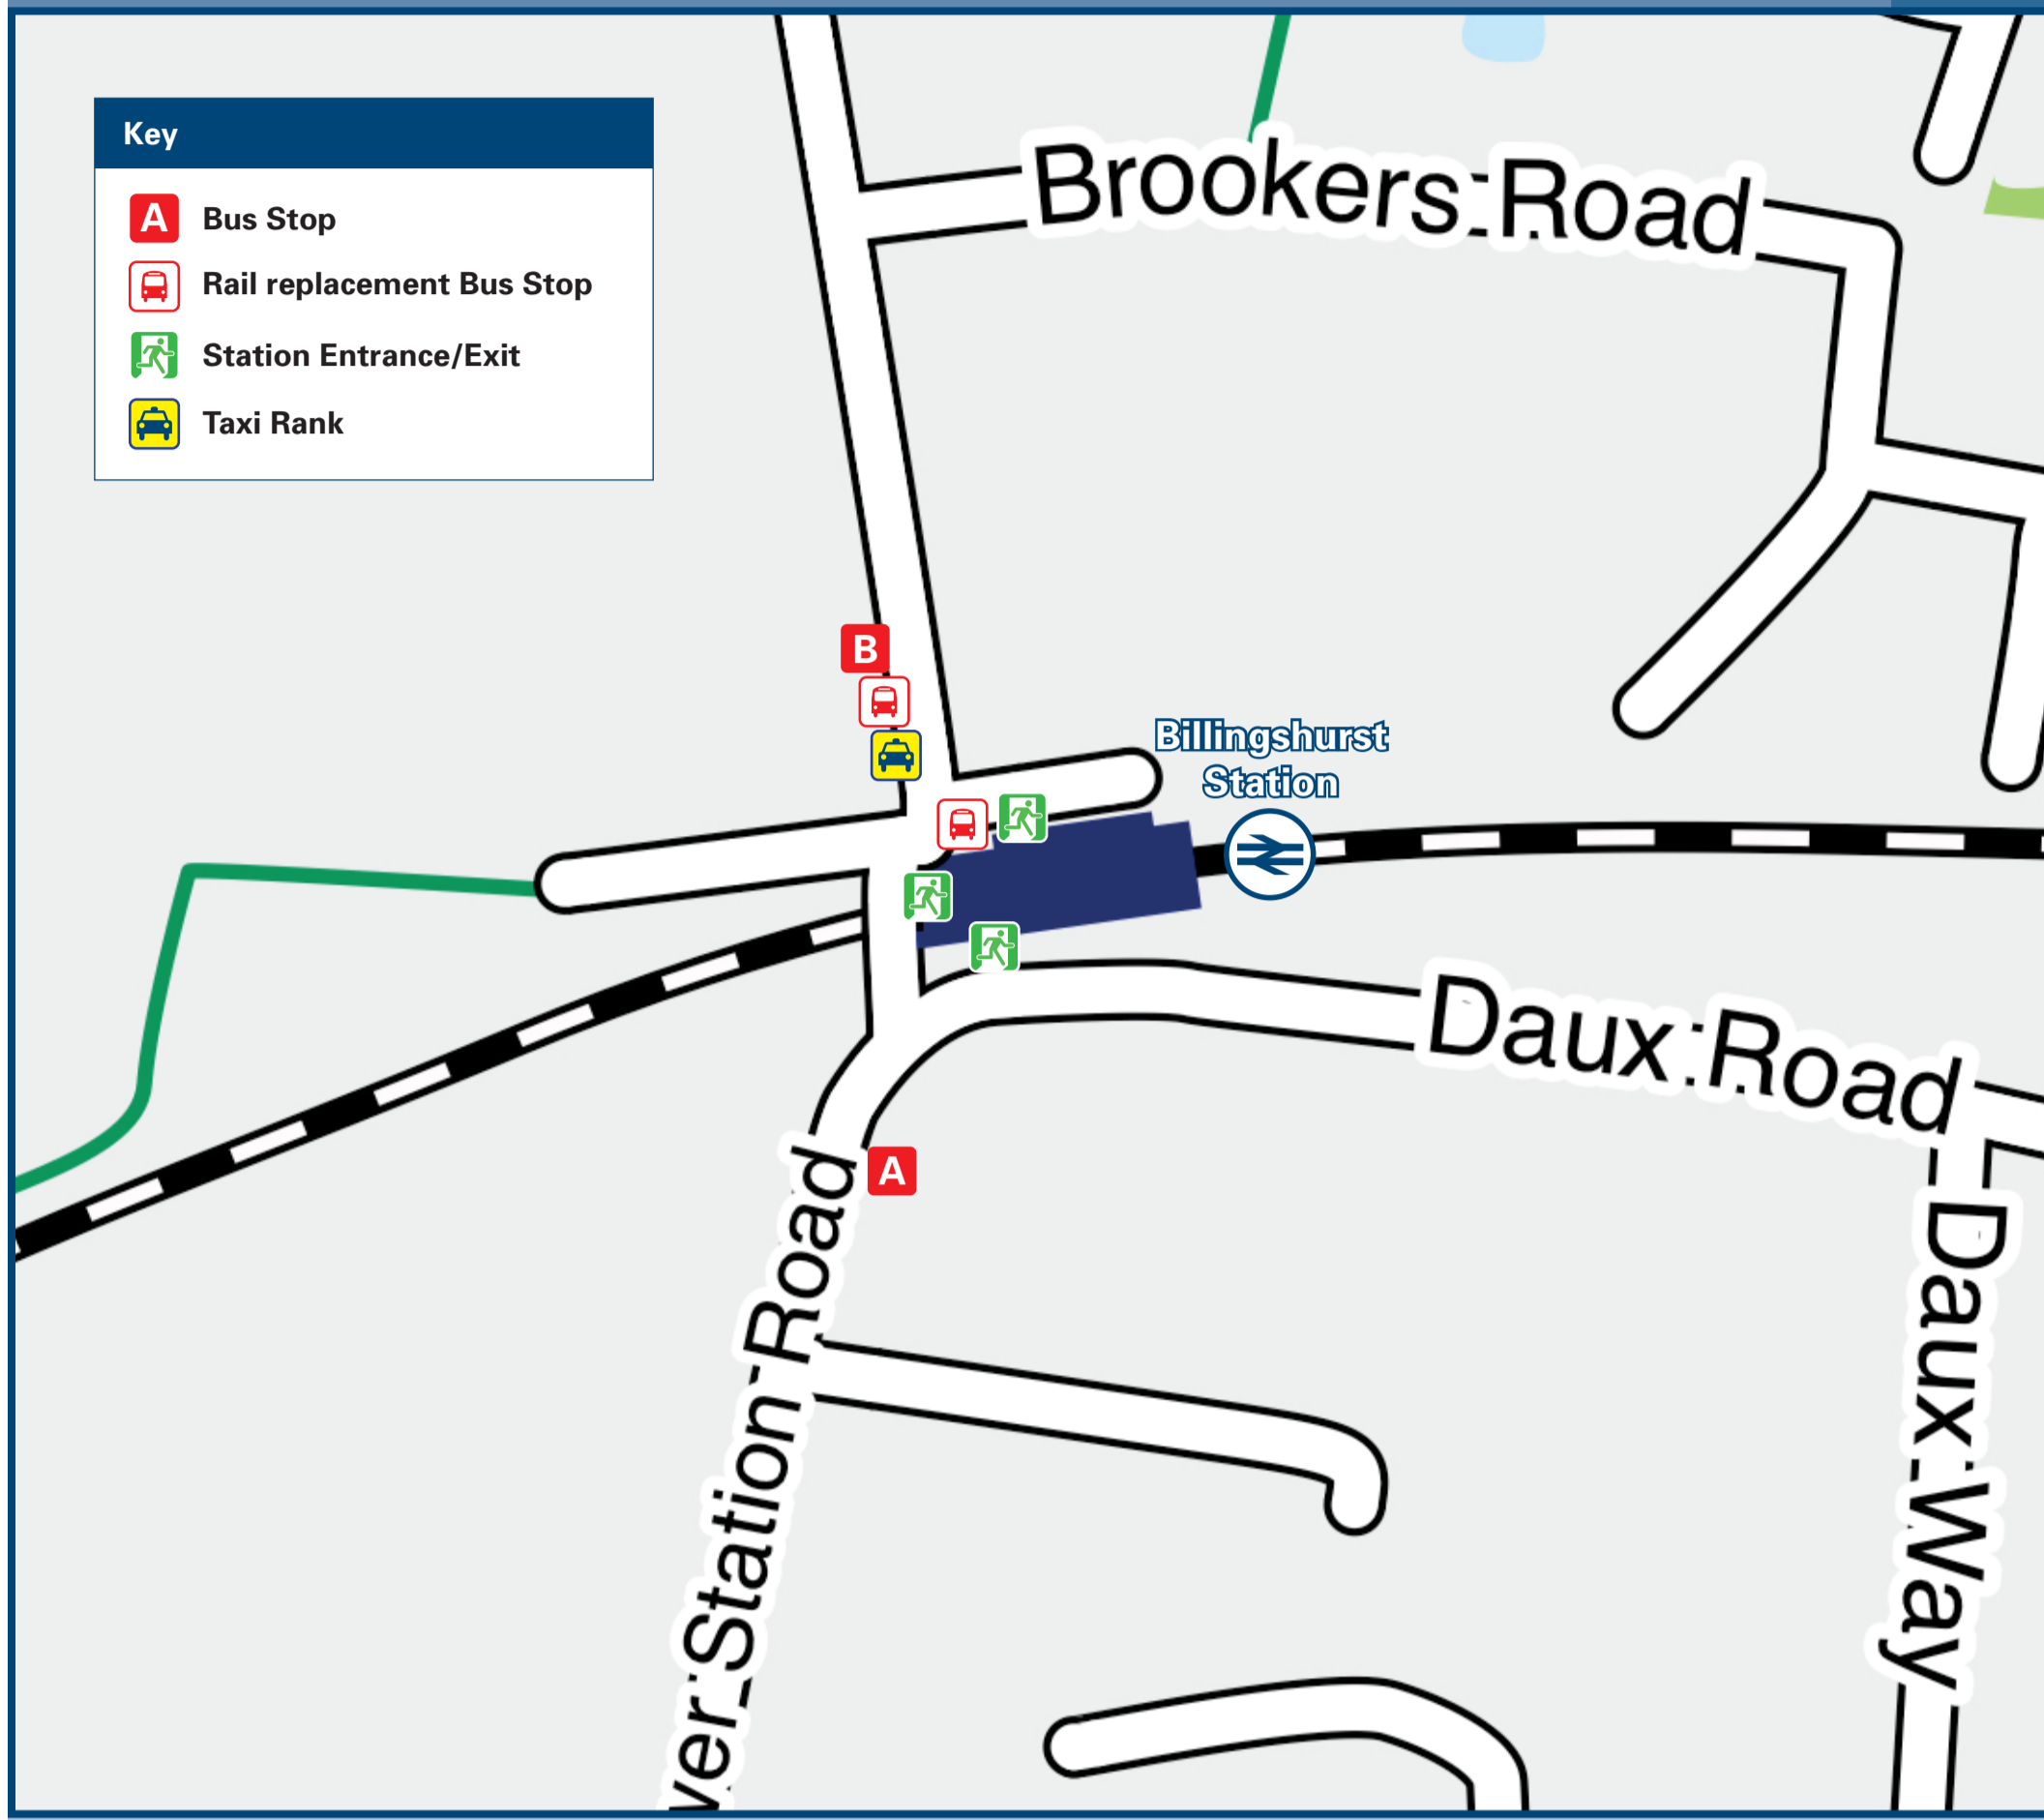 Key
A Bus Stop
Rail replacement Bus Stop
Station Entrance/Exit
Taxi Rank
Brookers Road
B
Billingshurst
Station
Daux Road
A
Station Road
Daux Way